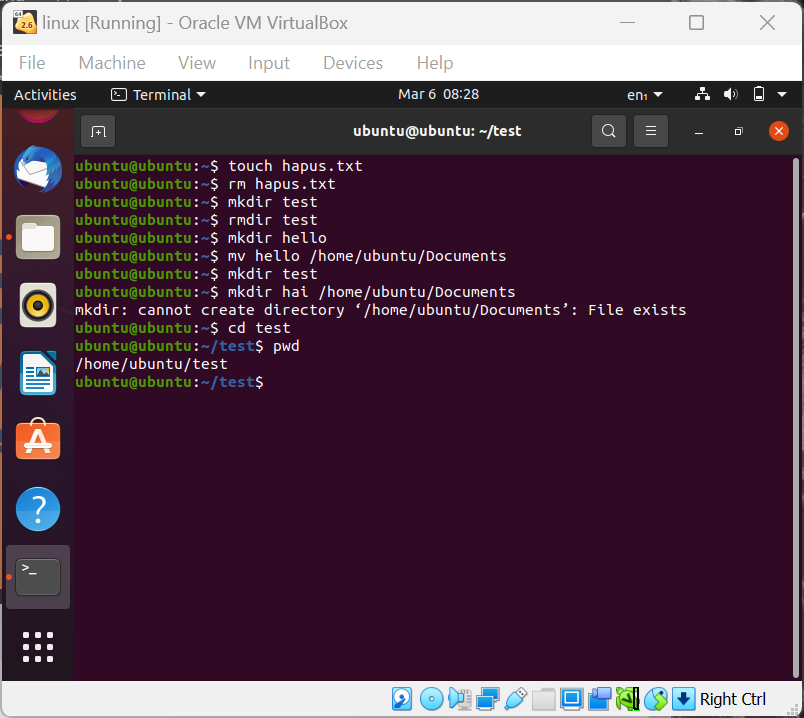 linux [Running] - Oracle VM VirtualBox
File Machine View Input Devices Help
Activities Terminal Mar 6 08:28 en₁
ubuntu@ubuntu: ~/test
ubuntu@ubuntu:~$ touch hapus.txt
ubuntu@ubuntu:~$ rm hapus.txt
ubuntu@ubuntu:~$ mkdir test
ubuntu@ubuntu:~$ rmdir test
ubuntu@ubuntu:~$ mkdir hello
ubuntu@ubuntu:~$ mv hello /home/ubuntu/Documents
ubuntu@ubuntu:~$ mkdir test
ubuntu@ubuntu:~$ mkdir hai /home/ubuntu/Documents
mkdir: cannot create directory ‘/home/ubuntu/Documents’: File exists
ubuntu@ubuntu:~$ cd test
ubuntu@ubuntu:~/test$ pwd
/home/ubuntu/test
ubuntu@ubuntu:~/test$
Right Ctrl